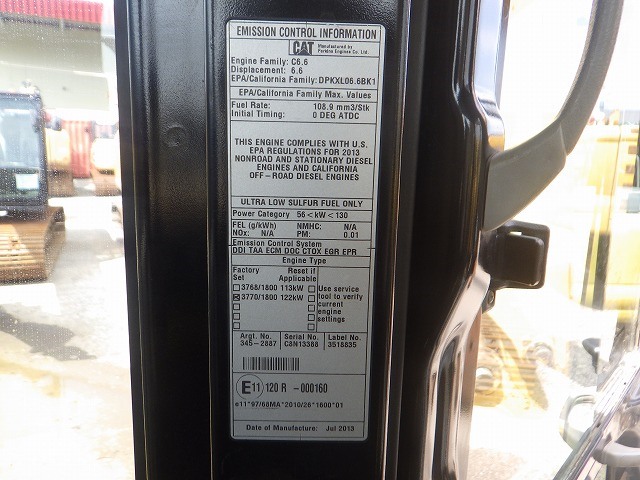 EMISSION CONTROL INFORMATION
CAT Manufactured by
Perkins Engines Co. Ltd.
Engine Family: C6.6
Displacement: 6.6
EPA/California Family: DPKXL06.6BK1
EPA/California Family Max. Values
Fuel Rate: 108.9 mm3/Stk
Initial Timing: 0 DEG ATDC
THIS ENGINE COMPLIES WITH U.S.
EPA REGULATIONS FOR 2013
NONROAD AND STATIONARY DIESEL
ENGINES AND CALIFORNIA
OFF-ROAD DIESEL ENGINES
ULTRA LOW SULFUR FUEL ONLY
Power Category 56<kW<130
FEL (g/kWh) NMHC: N/A
NOx: N/A PM: 0.01
Emission Control System
DDI TAA ECM DOC CTOX EGR EPR
Engine Type
Factory Set Reset if Applicable
3768/1800 113kW
3770/1800 122kW
Use service
tool to verify
current
engine
settings
Argt. No. Serial No. Label No.
345-2887 C8N13388 3518835
E11 120 R -000160
e11*97/68MA*2010/26*1600*01
Date of Manufacture: Jul 2013